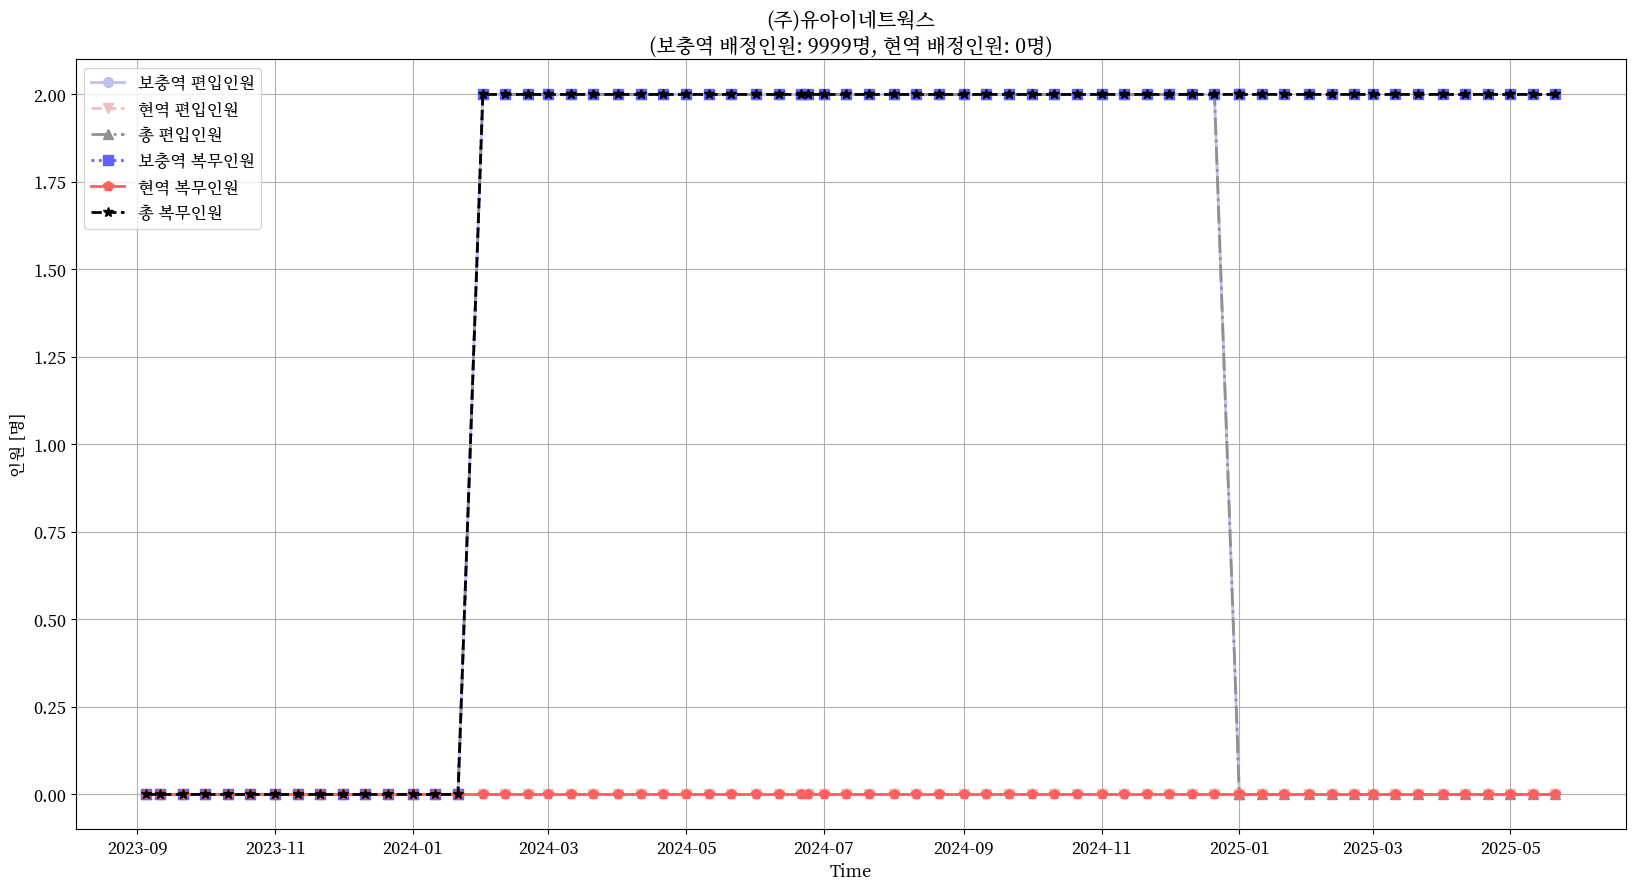 (주)유아이네트웍스
(보충역 배정인원: 9999명, 현역 배정인원: 0명)
보충역 편입인원
현역 편입인원
총 편입인원
보충역 복무인원
현역 복무인원
총 복무인원
인원 [명]
2.00
1.75
1.50
1.25
1.00
0.75
0.50
0.25
0.00
2023-09 2023-11 2024-01 2024-03 2024-05 2024-07 2024-09 2024-11 2025-01 2025-03 2025-05
Time